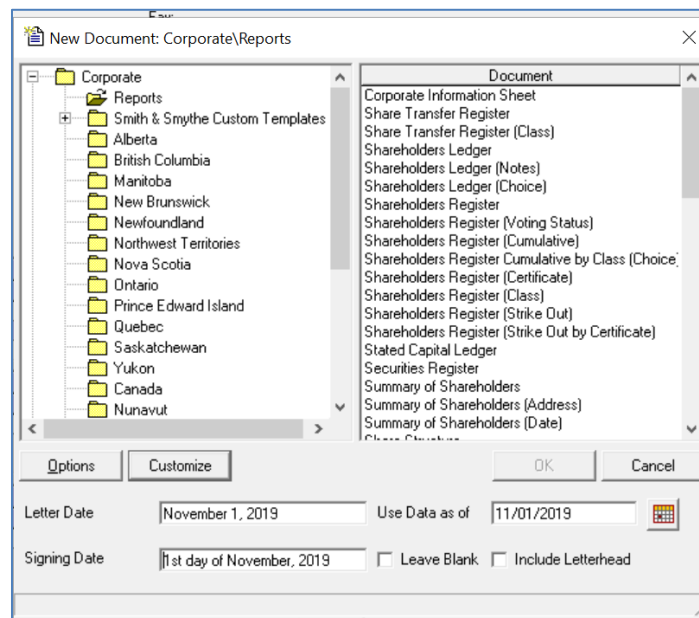 New Document: Corporate\Reports
Corporate
Reports
Smith & Smythe Custom Templates
Alberta
British Columbia
Manitoba
New Brunswick
Newfoundland
Northwest Territories
Nova Scotia
Ontario
Prince Edward Island
Quebec
Saskatchewan
Yukon
Canada
Nunavut
Document
Corporate Information Sheet
Share Transfer Register
Share Transfer Register (Class)
Shareholders Ledger
Shareholders Ledger (Notes)
Shareholders Ledger (Choice)
Shareholders Register
Shareholders Register (Voting Status)
Shareholders Register (Cumulative)
Shareholders Register Cumulative by Class (Choice)
Shareholders Register (Certificate)
Shareholders Register (Class)
Shareholders Register (Strike Out)
Shareholders Register (Strike Out by Certificate)
Stated Capital Ledger
Securities Register
Summary of Shareholders
Summary of Shareholders (Address)
Summary of Shareholders (Date)
Options
Customize
OK
Cancel
Letter Date
November 1, 2019
Use Data as of
11/01/2019
Signing Date
1st day of November, 2019
Leave Blank
Include Letterhead